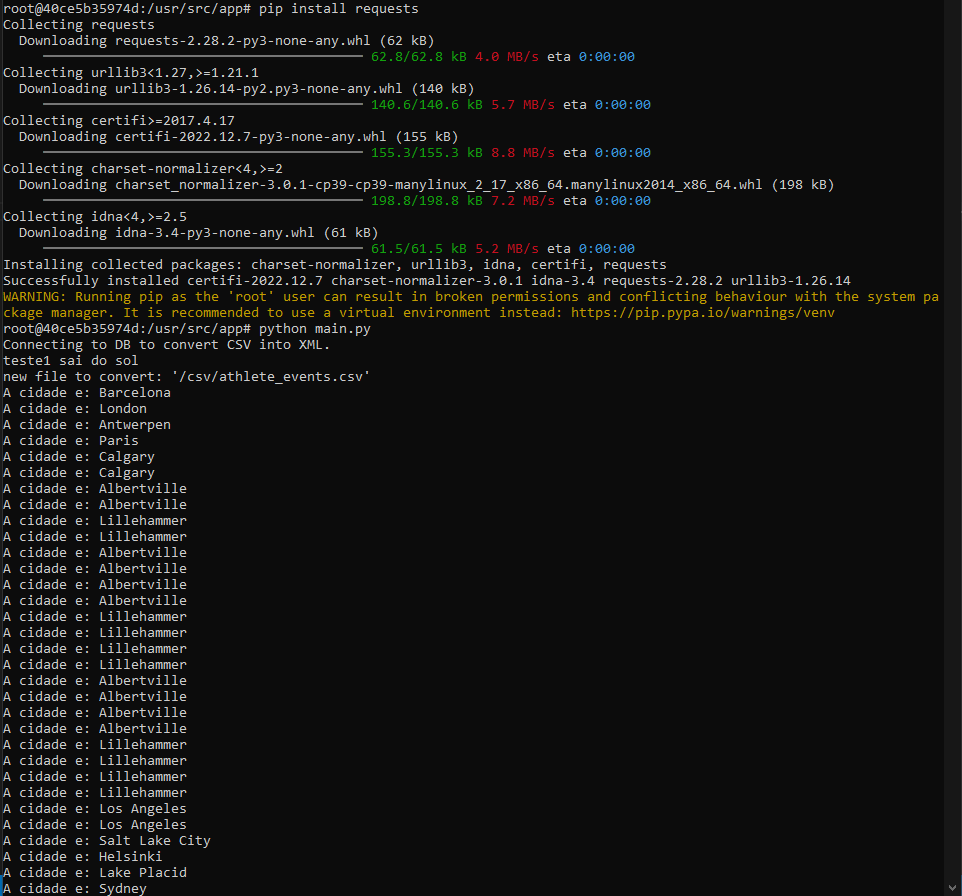 root@40ce5b35974d:/usr/src/app# pip install requests
Collecting requests
  Downloading requests-2.28.2-py3-none-any.whl (62 kB)
     ━━━━━━━━━━━━━━━━━━━━━━━━━━━━━━━━━━━━━━━━ 62.8/62.8 kB 4.0 MB/s eta 0:00:00
Collecting urllib3<1.27,>=1.21.1
  Downloading urllib3-1.26.14-py2.py3-none-any.whl (140 kB)
     ━━━━━━━━━━━━━━━━━━━━━━━━━━━━━━━━━━━━━━━━ 140.6/140.6 kB 5.7 MB/s eta 0:00:00
Collecting certifi>=2017.4.17
  Downloading certifi-2022.12.7-py3-none-any.whl (155 kB)
     ━━━━━━━━━━━━━━━━━━━━━━━━━━━━━━━━━━━━━━━━ 155.3/155.3 kB 8.8 MB/s eta 0:00:00
Collecting charset-normalizer<4,>=2
  Downloading charset_normalizer-3.0.1-cp39-cp39-manylinux_2_17_x86_64.manylinux2014_x86_64.whl (198 kB)
     ━━━━━━━━━━━━━━━━━━━━━━━━━━━━━━━━━━━━━━━━ 198.8/198.8 kB 7.2 MB/s eta 0:00:00
Collecting idna<4,>=2.5
  Downloading idna-3.4-py3-none-any.whl (61 kB)
     ━━━━━━━━━━━━━━━━━━━━━━━━━━━━━━━━━━━━━━━━ 61.5/61.5 kB 5.2 MB/s eta 0:00:00
Installing collected packages: charset-normalizer, urllib3, idna, certifi, requests
Successfully installed certifi-2022.12.7 charset-normalizer-3.0.1 idna-3.4 requests-2.28.2 urllib3-1.26.14
WARNING: Running pip as the 'root' user can result in broken permissions and conflicting behaviour with the system pa
ckage manager. It is recommended to use a virtual environment instead: https://pip.pypa.io/warnings/venv
root@40ce5b35974d:/usr/src/app# python main.py
Connecting to DB to convert CSV into XML.
teste1 sai do sol
new file to convert: '/csv/athlete_events.csv'
A cidade e: Barcelona
A cidade e: London
A cidade e: Antwerpen
A cidade e: Paris
A cidade e: Calgary
A cidade e: Calgary
A cidade e: Albertville
A cidade e: Albertville
A cidade e: Lillehammer
A cidade e: Lillehammer
A cidade e: Albertville
A cidade e: Albertville
A cidade e: Albertville
A cidade e: Albertville
A cidade e: Lillehammer
A cidade e: Lillehammer
A cidade e: Lillehammer
A cidade e: Lillehammer
A cidade e: Albertville
A cidade e: Albertville
A cidade e: Albertville
A cidade e: Albertville
A cidade e: Lillehammer
A cidade e: Lillehammer
A cidade e: Lillehammer
A cidade e: Lillehammer
A cidade e: Los Angeles
A cidade e: Los Angeles
A cidade e: Salt Lake City
A cidade e: Helsinki
A cidade e: Lake Placid
A cidade e: Sydney